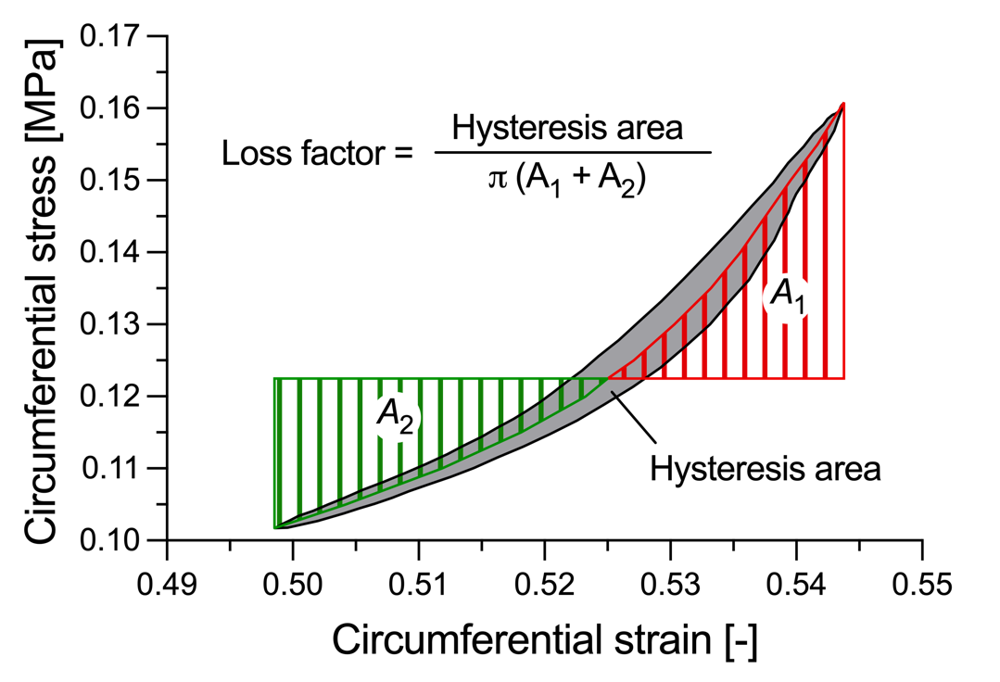 Circumferential stress [MPa]
0.17
0.16
0.15
0.14
0.13
0.12
0.11
0.10
Loss factor =
Hysteresis area
π (A1 + A2)
A1
A2
Hysteresis area
0.49 0.50 0.51 0.52 0.53 0.54 0.55
Circumferential strain [-]